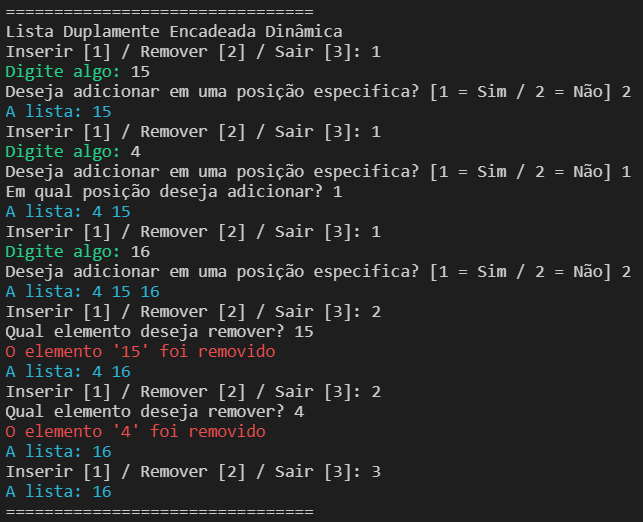 ================================
Lista Duplamente Encadeada Dinâmica
Inserir [1] / Remover [2] / Sair [3]: 1
Digite algo: 15
Deseja adicionar em uma posição especifica? [1 = Sim / 2 = Não] 2
A lista: 15
Inserir [1] / Remover [2] / Sair [3]: 1
Digite algo: 4
Deseja adicionar em uma posição especifica? [1 = Sim / 2 = Não] 1
Em qual posição deseja adicionar? 1
A lista: 4 15
Inserir [1] / Remover [2] / Sair [3]: 1
Digite algo: 16
Deseja adicionar em uma posição especifica? [1 = Sim / 2 = Não] 2
A lista: 4 15 16
Inserir [1] / Remover [2] / Sair [3]: 2
Qual elemento deseja remover? 15
O elemento '15' foi removido
A lista: 4 16
Inserir [1] / Remover [2] / Sair [3]: 2
Qual elemento deseja remover? 4
O elemento '4' foi removido
A lista: 16
Inserir [1] / Remover [2] / Sair [3]: 3
A lista: 16
================================